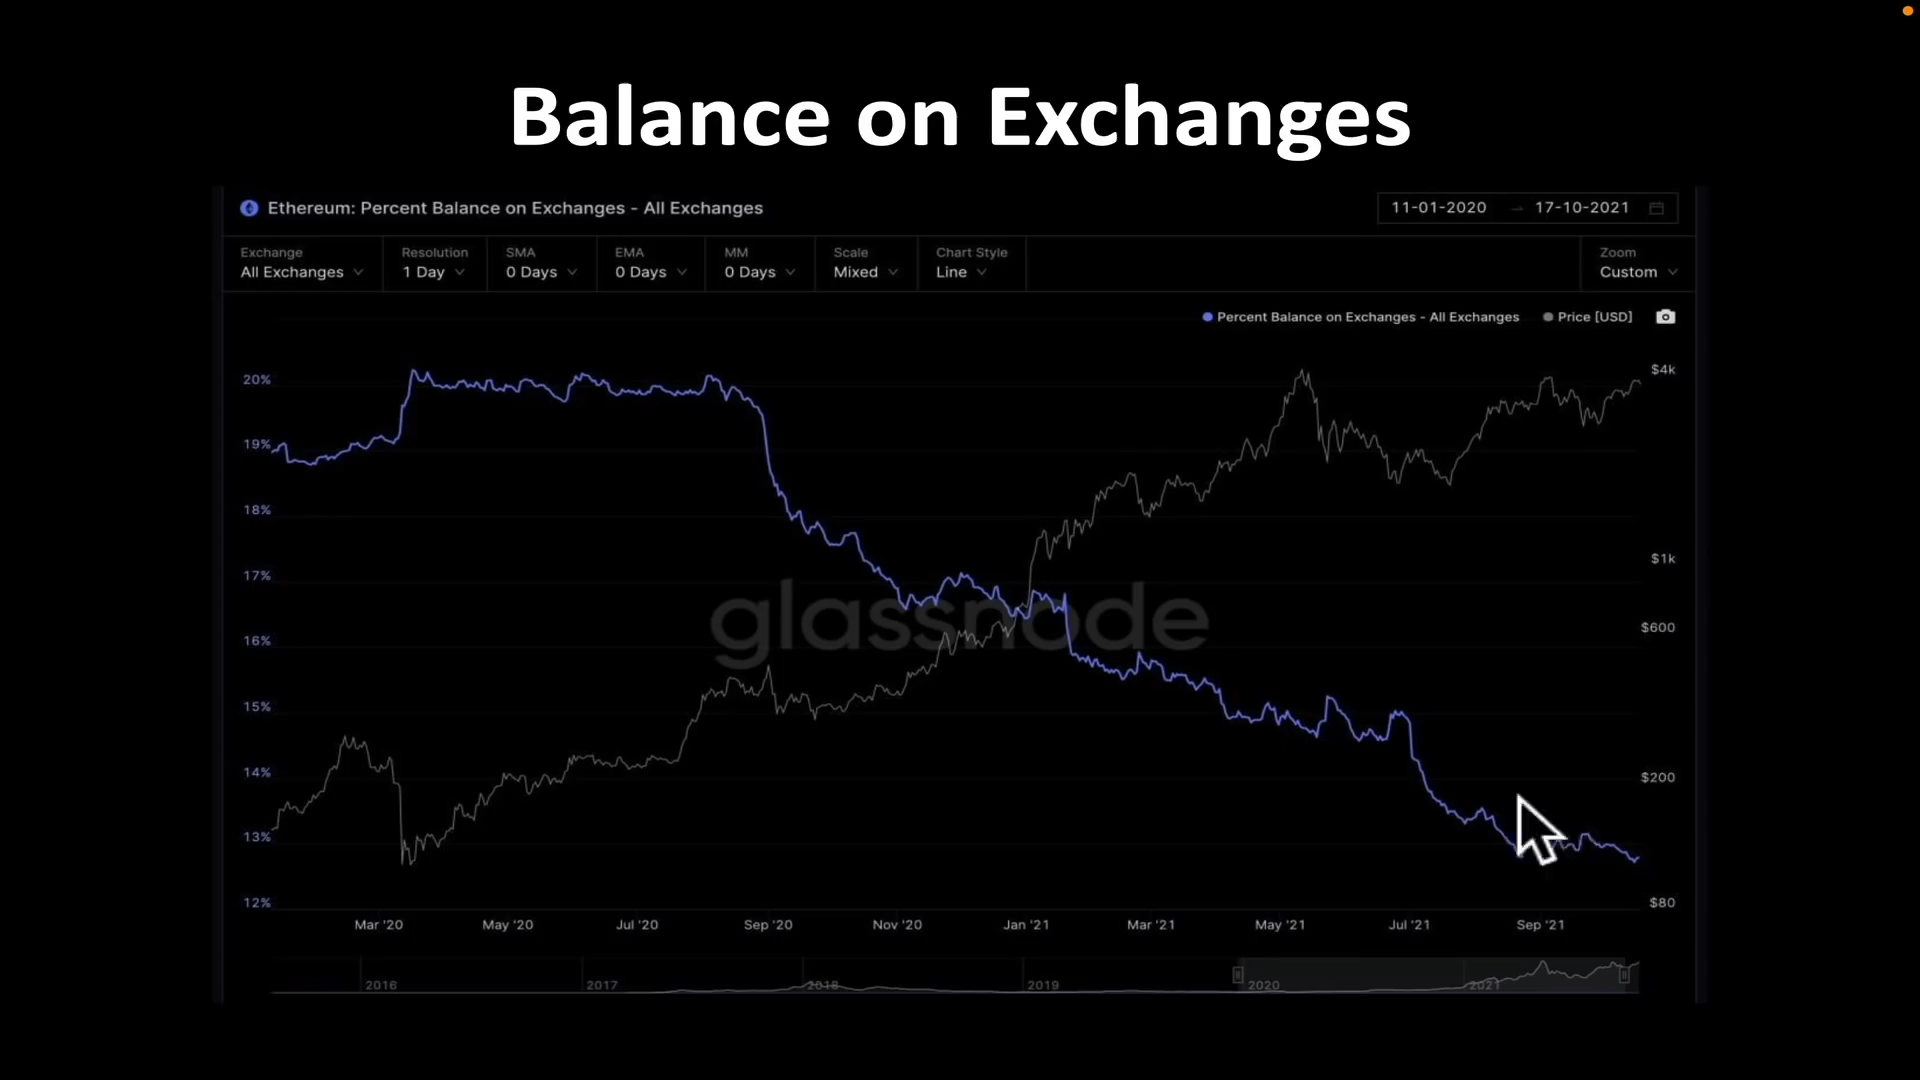 Balance on Exchanges
Ethereum: Percent Balance on Exchanges - All Exchanges
11-01-2020 → 17-10-2021
Exchange Resolution SMA EMA MM Scale Chart Style Zoom
All Exchanges 1 Day 0 Days 0 Days 0 Days Mixed Line Custom
Percent Balance on Exchanges - All Exchanges Price [USD]
20% $4k
19%
18%
17% $1k
glassnode
16% $600
15%
14% $200
13%
12% $80
Mar '20 May '20 Jul '20 Sep '20 Nov '20 Jan '21 Mar '21 May '21 Jul '21 Sep '21
2016 2017 2018 2019 2020 2021